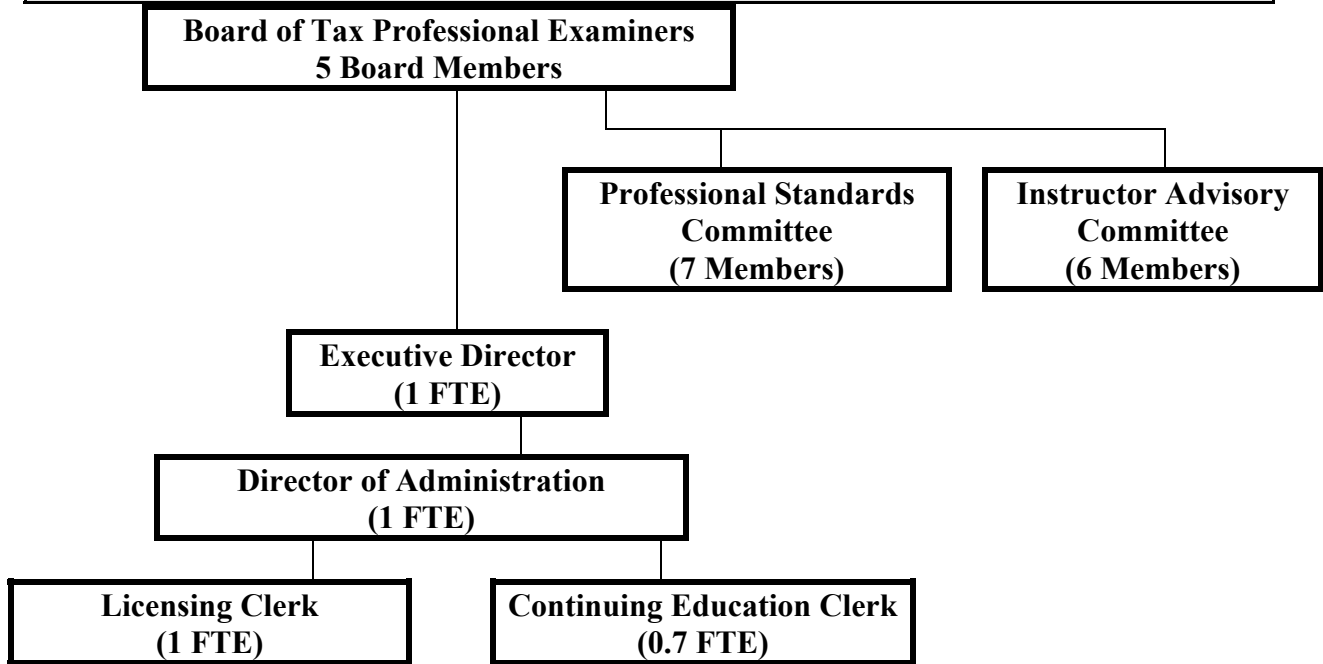 Board of Tax Professional Examiners
5 Board Members
Professional Standards
Committee
(7 Members)
Instructor Advisory
Committee
(6 Members)
Executive Director
(1 FTE)
Director of Administration
(1 FTE)
Licensing Clerk
(1 FTE)
Continuing Education Clerk
(0.7 FTE)